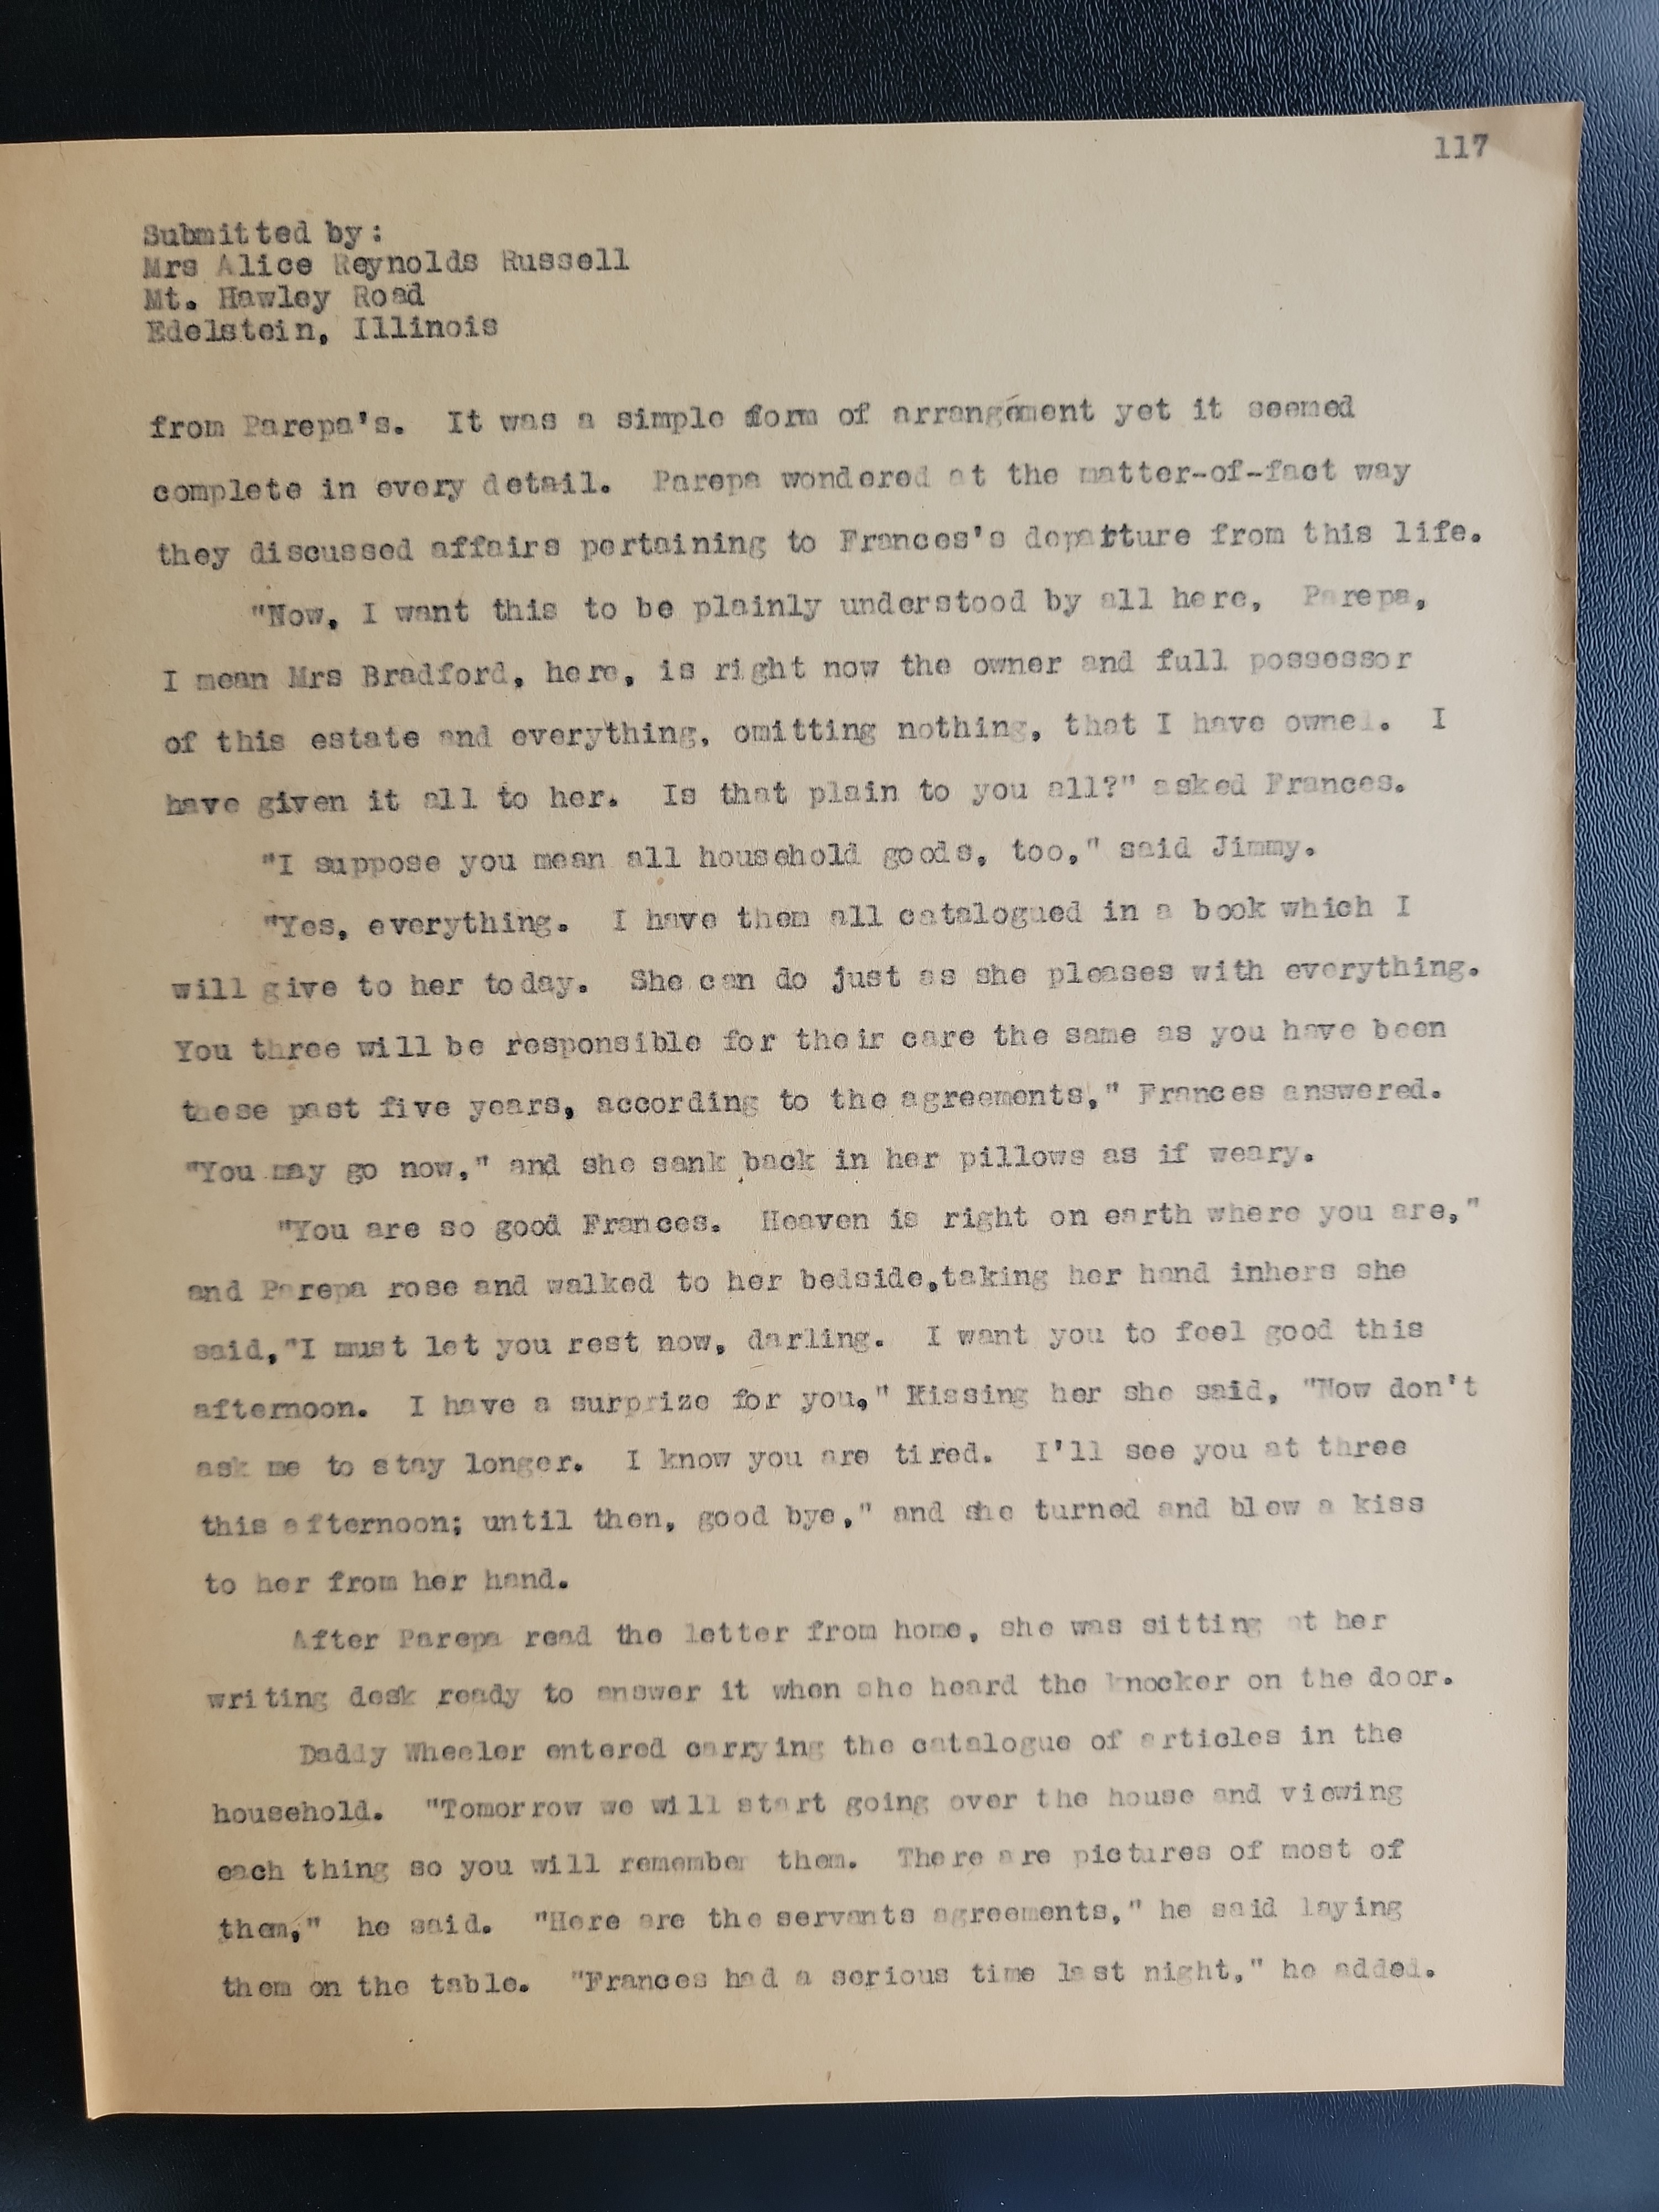 117
Submitted by:
Mrs Alice Reynolds Russell
Mt. Hawley Road
Edelstein, Illinois
from Parepa's. It was a simple form of arrangement yet it seemed
complete in every detail. Parepa wondered at the matter-of-fact way
they discussed affairs pertaining to Frances's departure from this life.
"Now, I want this to be plainly understood by all here, Parepa,
I mean Mrs Bradford, here, is right now the owner and full possessor
of this estate and everything, omitting nothing, that I have owned. I
have given it all to her. Is that plain to you all?" asked Frances.
"I suppose you mean all household goods, too," said Jimmy.
"Yes, everything. I have them all catalogued in a book which I
will give to her today. She can do just as she pleases with everything.
You three will be responsible for their care the same as you have been
these past five years, according to the agreements," Frances answered.
"You may go now," and she sank back in her pillows as if weary.
"You are so good Frances. Heaven is right on earth where you are,"
and Parepa rose and walked to her bedside,taking her hand inhers she
said,"I must let you rest now, darling. I want you to feel good this
afternoon. I have a surprize for you," Kissing her she said, "Now don't
ask me to stay longer. I know you are tired. I'll see you at three
this afternoon; until then, good bye," and she turned and blew a kiss
to her from her hand.
After Parepa read the letter from home, she was sitting at her
writing desk ready to answer it when she heard the knocker on the door.
Daddy Wheeler entered carrying the catalogue of articles in the
household. "Tomorrow we will start going over the house and viewing
each thing so you will remember them. There are pictures of most of
them," he said. "Here are the servants agreements," he said laying
them on the table. "Frances had a serious time last night," he added.